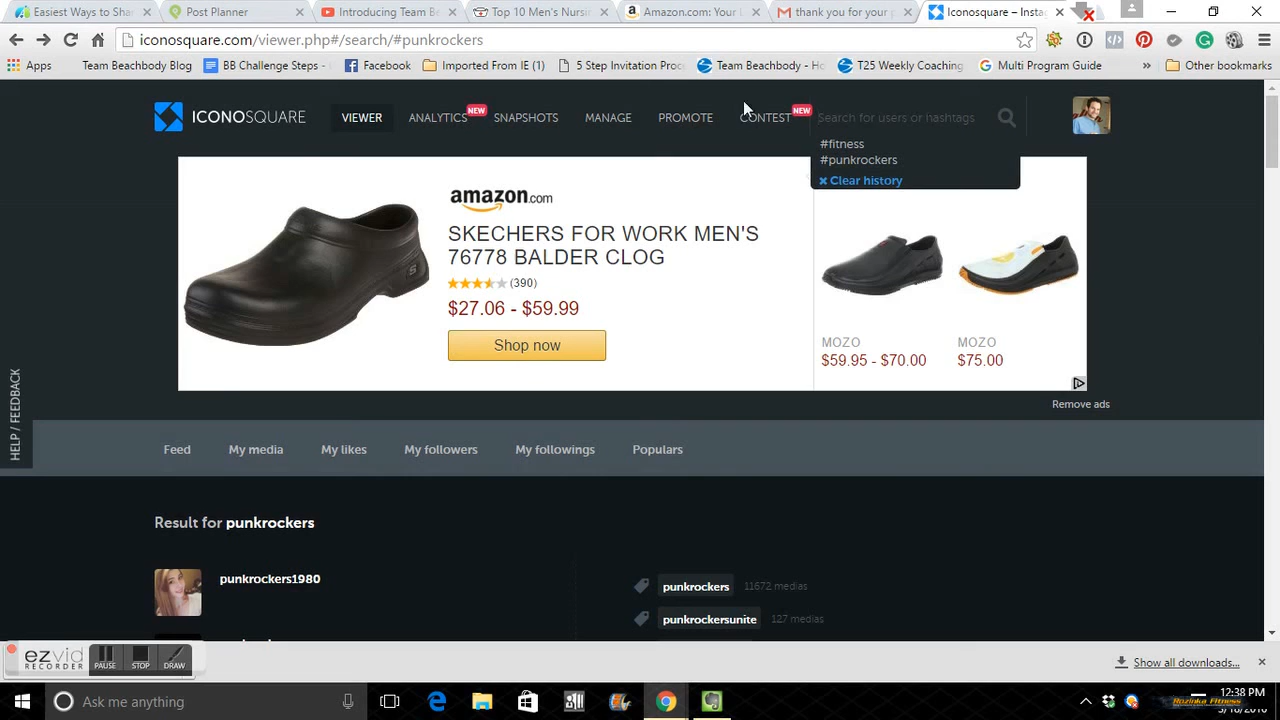 Easiest Ways to Shar
Post Planner
Introducing Team Be
Top 10 Men's Nursin
Amazon.com: Your
thank you for your p
Iconosquare – Insta
iconosquare.com/viewer.php#/search/#punkrockers
Apps
Team Beachbody Blog
BB Challenge Steps -
Facebook
Imported From IE (1)
5 Step Invitation Proc
Team Beachbody - Ho
T25 Weekly Coaching
Multi Program Guide
Other bookmarks
ICONOSQUARE
VIEWER
ANALYTICS
NEW
SNAPSHOTS
MANAGE
PROMOTE
CONTEST
NEW
Search for users or hashtags
#fitness
#punkrockers
Clear history
amazon.com
SKECHERS FOR WORK MEN'S
76778 BALDER CLOG
(390)
$27.06 - $59.99
Shop now
MOZO
$59.95 - $70.00
MOZO
$75.00
Remove ads
HELP / FEEDBACK
Feed
My media
My likes
My followers
My followings
Populars
Result for punkrockers
punkrockers1980
punkrockers 11672 medias
punkrockersunite 127 medias
ezvid
RECORDER
PAUSE
STOP
DRAW
Show all downloads...
Ask me anything
12:38 PM
Rozinka Fitness